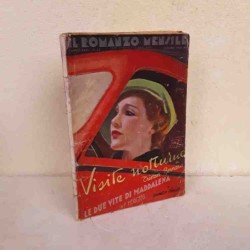 IL ROMANZO MENSILE
Visite notturne
LE DUE VITE DI MADDALENA